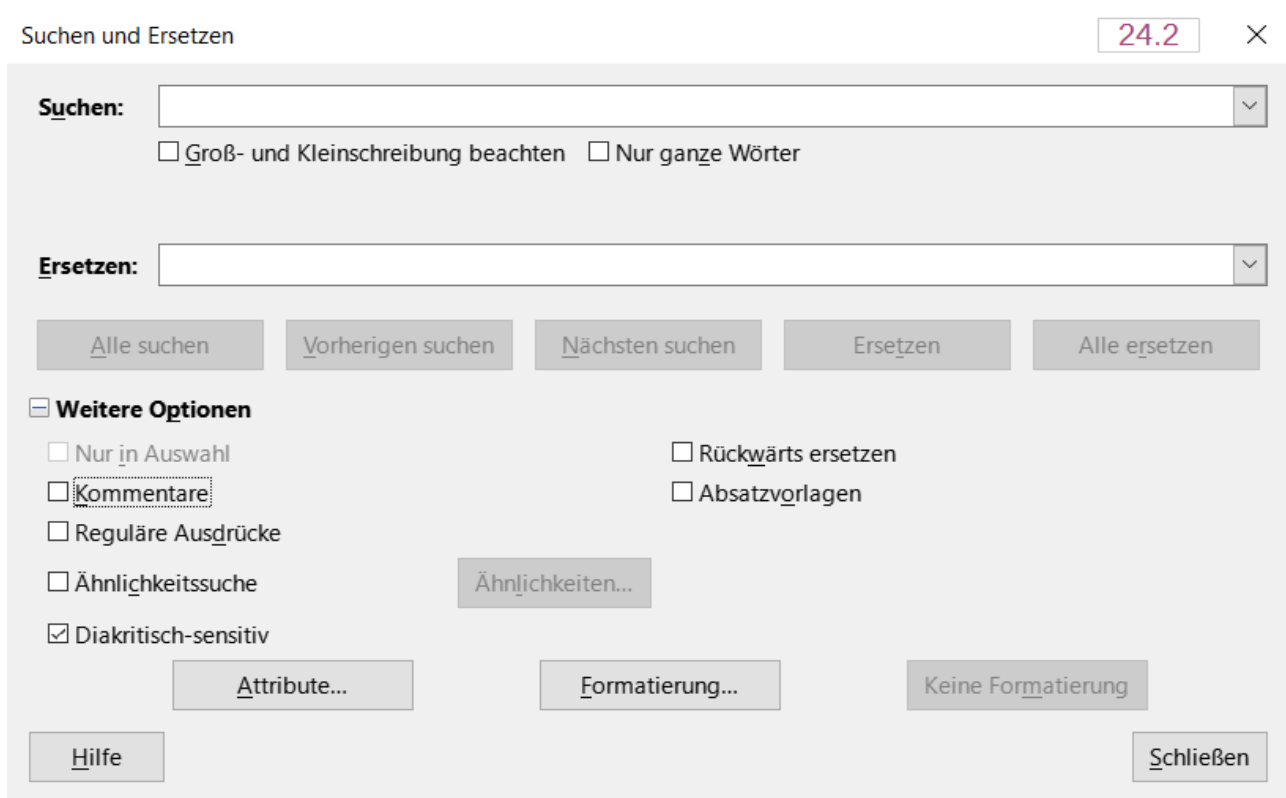 Suchen und Ersetzen 24.2
Suchen:
Groß- und Kleinschreibung beachten Nur ganze Wörter
Ersetzen:
Alle suchen Vorherigen suchen Nächsten suchen Ersetzen Alle ersetzen
Weitere Optionen
Nur in Auswahl Rückwärts ersetzen
Kommentare Absatzvorlagen
Reguläre Ausdrücke
Ähnlichkeitssuche Ähnlichkeiten...
Diakritisch-sensitiv
Attribute... Formatierung... Keine Formatierung
Hilfe Schließen